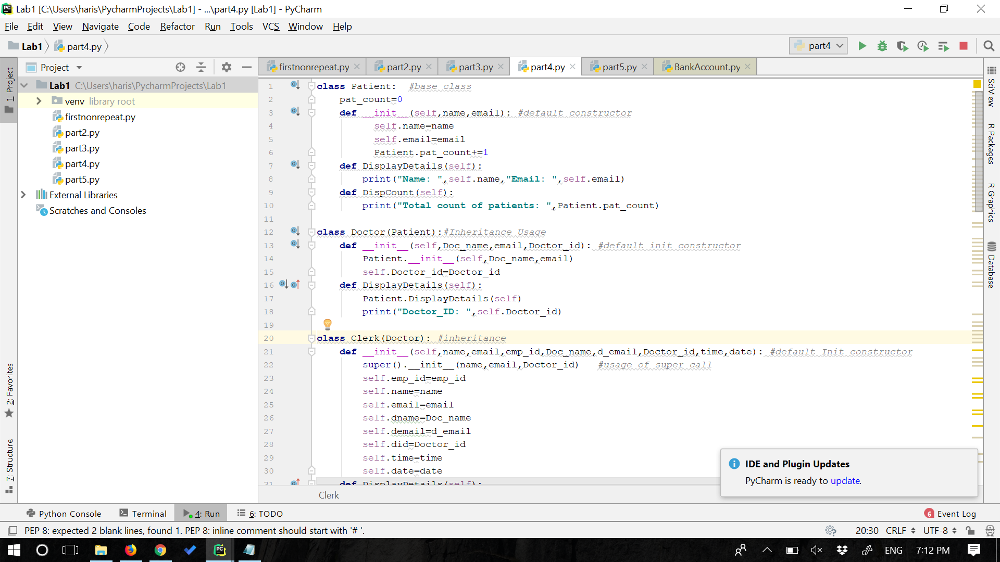 Lab1 [C:\Users\haris\PycharmProjects\Lab1] - ...\part4.py [Lab1] - PyCharm
File Edit View Navigate Code Refactor Run Tools VCS Window Help
Lab1 part4.py part4
1: Project
Project
firstnonrepeat.py part2.py part3.py part4.py part5.py BankAccount.py
Lab1 C:\Users\haris\PycharmProjects\Lab1
venv library root
firstnonrepeat.py
part2.py
part3.py
part4.py
part5.py
External Libraries
Scratches and Consoles
2: Favorites
7: Structure
1 class Patient: #base class
2 pat_count=0
3 def __init__(self,name,email): #default constructor
4 self.name=name
5 self.email=email
6 Patient.pat_count+=1
7 def DisplayDetails(self):
8 print("Name: ",self.name,"Email: ",self.email)
9 def DispCount(self):
10 print("Total count of patients: ",Patient.pat_count)
11
12 class Doctor(Patient):#Inheritance Usage
13 def __init__(self,Doc_name,email,Doctor_id): #default init constructor
14 Patient.__init__(self,Doc_name,email)
15 self.Doctor_id=Doctor_id
16 def DisplayDetails(self):
17 Patient.DisplayDetails(self)
18 print("Doctor_ID: ",self.Doctor_id)
19
20 class Clerk(Doctor): #inheritance
21 def __init__(self,name,email,emp_id,Doc_name,d_email,Doctor_id,time,date): #default Init constructor
22 super().__init__(name,email,Doctor_id) #usage of super call
23 self.emp_id=emp_id
24 self.name=name
25 self.email=email
26 self.dname=Doc_name
27 self.demail=d_email
28 self.did=Doctor_id
29 self.time=time
30 self.date=date
31 def DisplayDetails(self):
Clerk
SciView
R Packages
R Graphics
Database
IDE and Plugin Updates
PyCharm is ready to update.
Python Console Terminal 4: Run 6: TODO 6 Event Log
PEP 8: expected 2 blank lines, found 1. PEP 8: inline comment should start with '# '. 20:30 CRLF UTF-8
PC ENG 7:12 PM